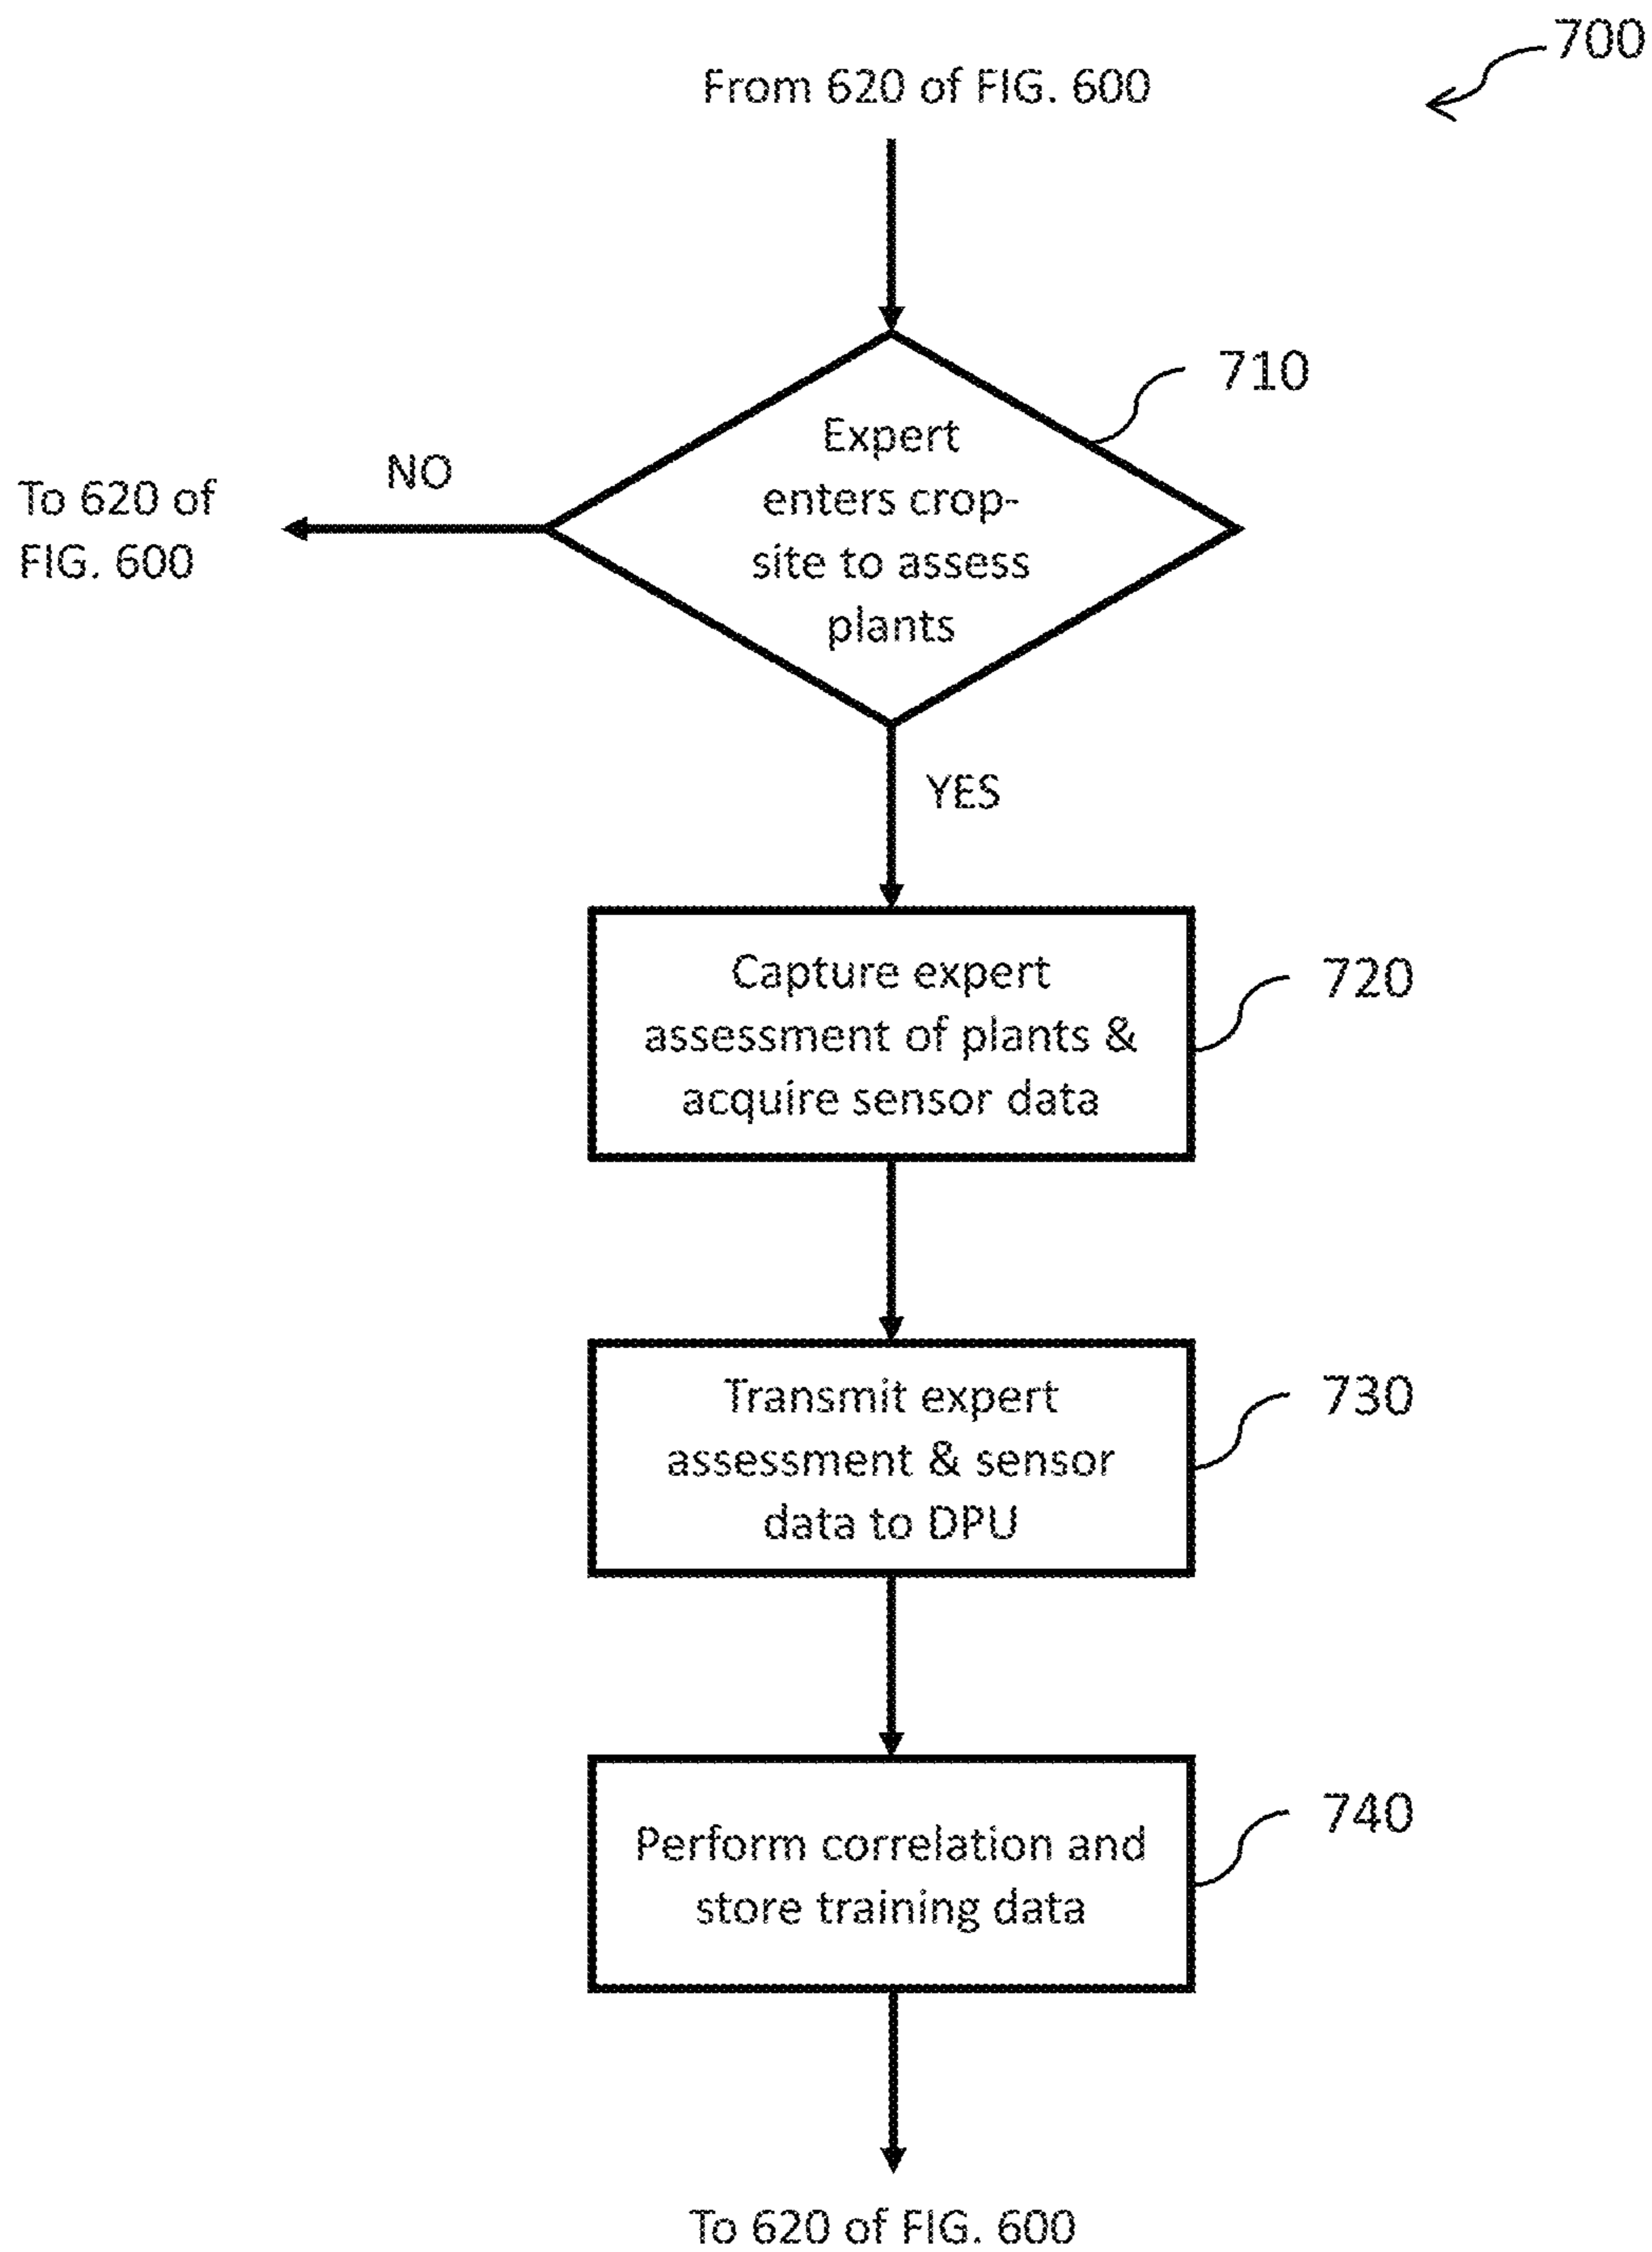 700
From 620 of FIG. 600
710
Expert
enters crop-
site to assess
plants
NO
To 620 of
FIG. 600
YES
Capture expert
assessment of plants &
acquire sensor data
720
Transmit expert
assessment & sensor
data to DPU
730
Perform correlation and
store training data
740
To 620 of FIG. 600